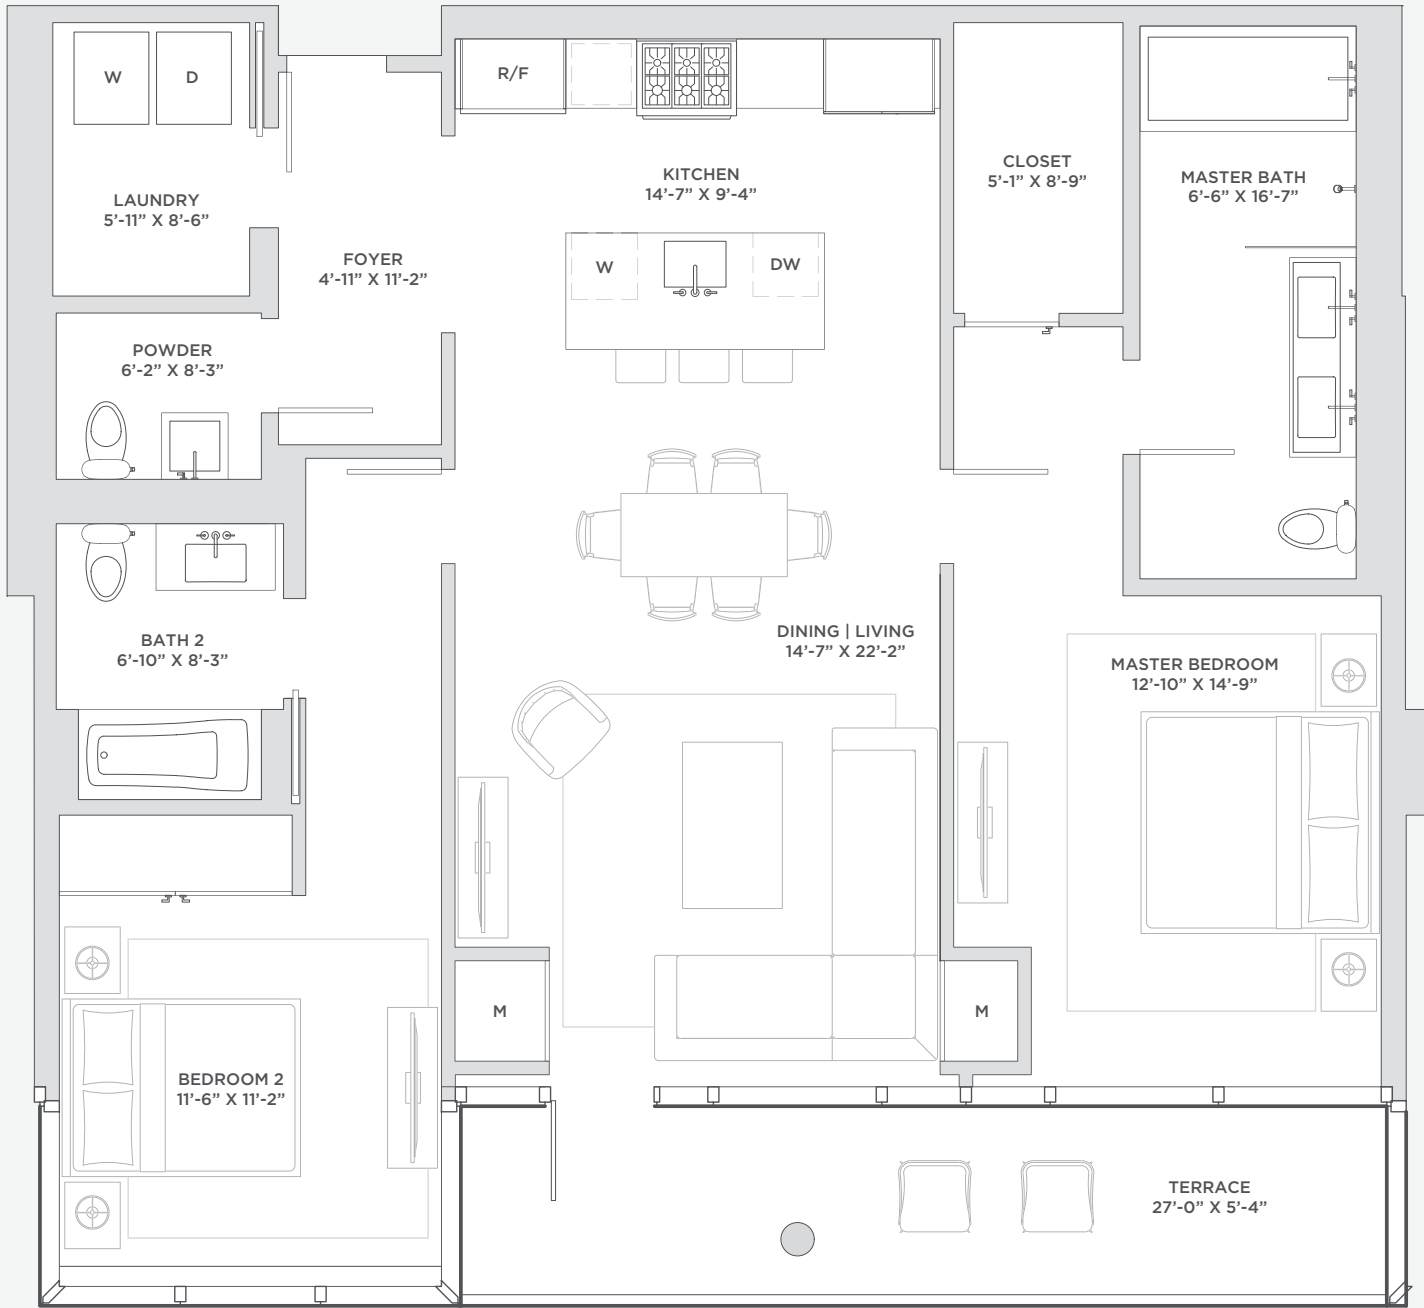 W
D
R/F
LAUNDRY
5'-11” X 8'-6”
FOYER
4'-11” X 11'-2”
KITCHEN
14'-7” X 9'-4”
CLOSET
5'-1” X 8'-9”
MASTER BATH
6'-6” X 16'-7”
W
DW
POWDER
6'-2” X 8'-3”
BATH 2
6'-10” X 8'-3”
DINING | LIVING
14'-7” X 22'-2”
MASTER BEDROOM
12'-10” X 14'-9”
M
M
BEDROOM 2
11'-6” X 11'-2”
TERRACE
27'-0” X 5'-4”